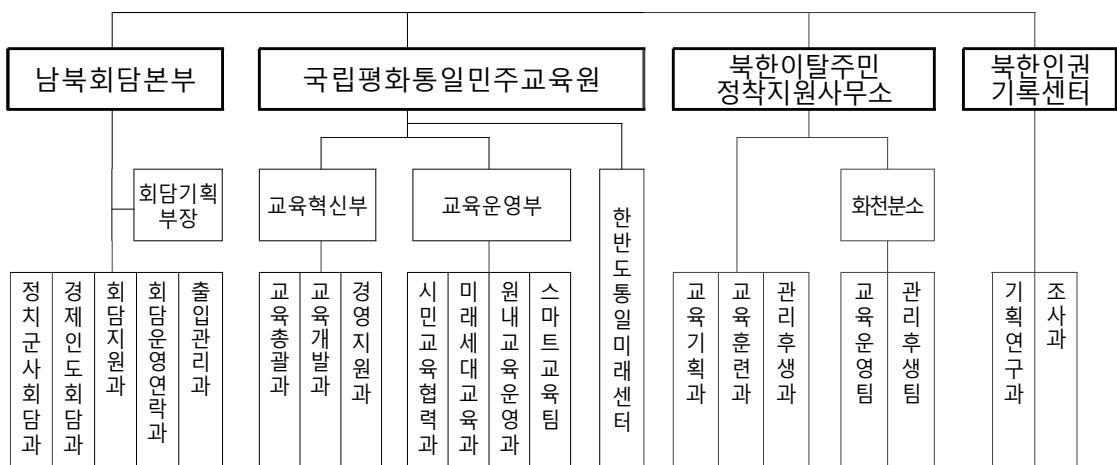 남북회담본부
국립평화통일민주교육원
북한이탈주민
정착지원사무소
북한인권
기록센터
회담기획
부장
교육혁신부
교육운영부
한반도통일미래센터
화천분소
정치군사회담과
경제인도회담과
회담지원과
회담운영연락과
출입관리과
교육총괄과
교육개발과
경영지원과
시민교육협력과
미래세대교육과
원내교육운영과
스마트교육팀
교육기획과
교육훈련과
관리후생과
교육운영팀
관리후생팀
기획연구과
조사과